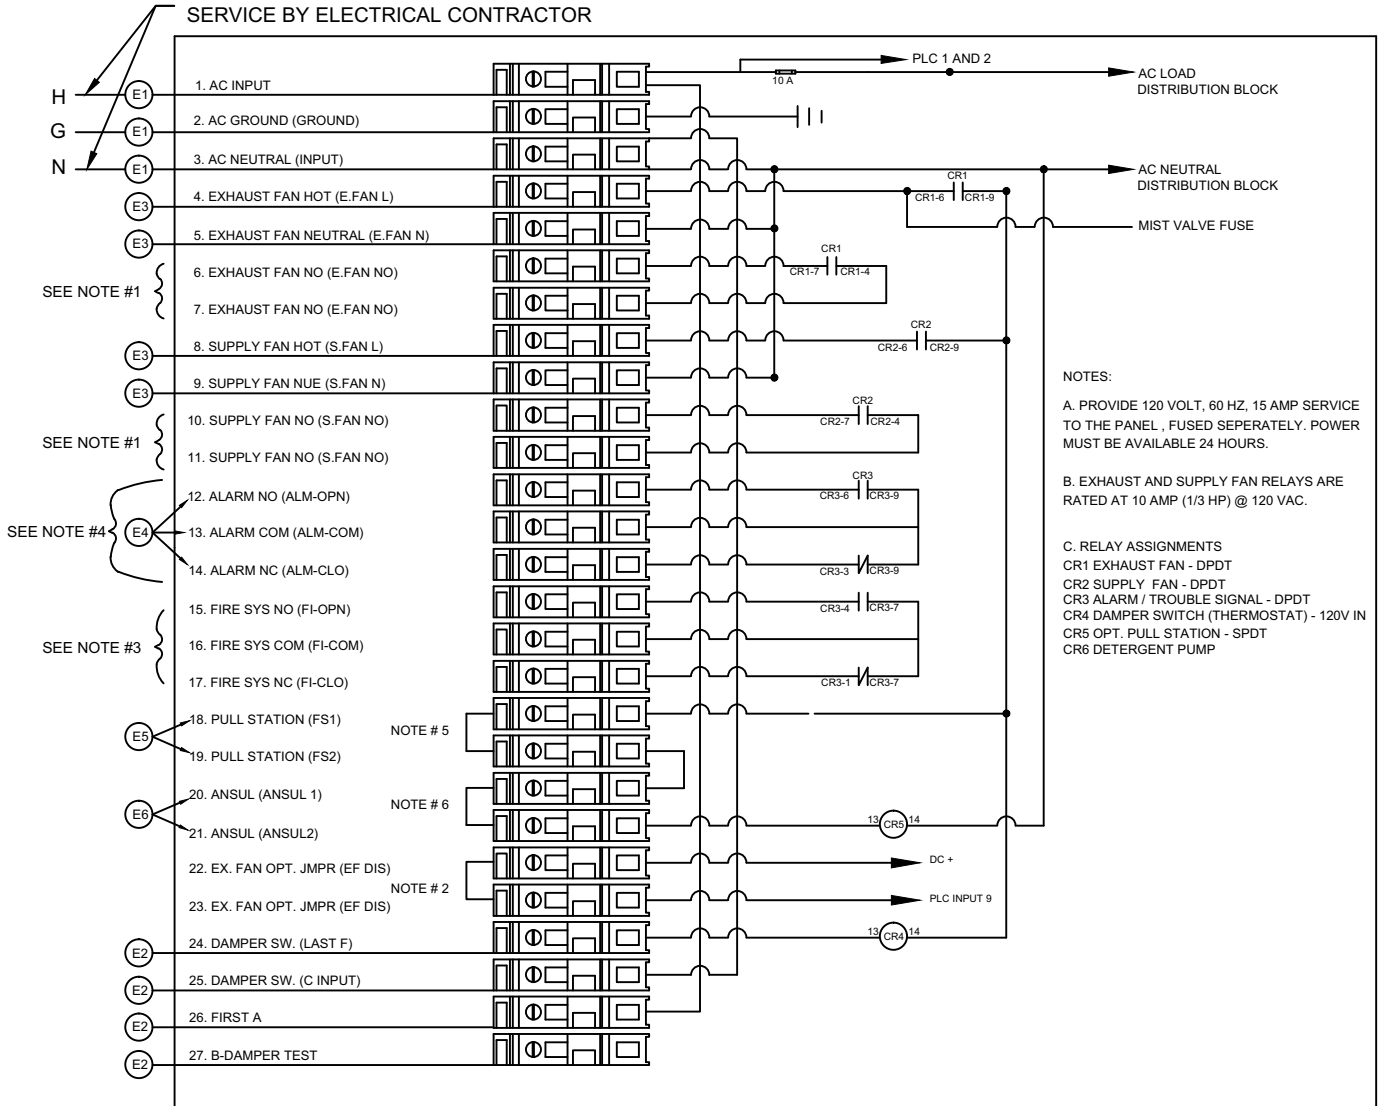 SERVICE BY ELECTRICAL CONTRACTOR
H
E1
1. AC INPUT
10 A
PLC 1 AND 2
AC LOAD
DISTRIBUTION BLOCK
G
E1
2. AC GROUND (GROUND)
N
E1
3. AC NEUTRAL (INPUT)
AC NEUTRAL
DISTRIBUTION BLOCK
E3
4. EXHAUST FAN HOT (E.FAN L)
CR1
CR1-6
CR1-9
MIST VALVE FUSE
E3
5. EXHAUST FAN NEUTRAL (E.FAN N)
SEE NOTE #1
6. EXHAUST FAN NO (E.FAN NO)
CR1
CR1-7
CR1-4
7. EXHAUST FAN NO (E.FAN NO)
E3
8. SUPPLY FAN HOT (S.FAN L)
CR2
CR2-6
CR2-9
E3
9. SUPPLY FAN NUE (S.FAN N)
SEE NOTE #1
10. SUPPLY FAN NO (S.FAN NO)
CR2
CR2-7
CR2-4
11. SUPPLY FAN NO (S.FAN NO)
SEE NOTE #4
E4
12. ALARM NO (ALM-OPN)
CR3
CR3-6
CR3-9
13. ALARM COM (ALM-COM)
14. ALARM NC (ALM-CLO)
CR3-3
CR3-9
SEE NOTE #3
15. FIRE SYS NO (FI-OPN)
CR3-4
CR3-7
16. FIRE SYS COM (FI-COM)
17. FIRE SYS NC (FI-CLO)
CR3-1
CR3-7
E5
18. PULL STATION (FS1)
NOTE # 5
19. PULL STATION (FS2)
E6
20. ANSUL (ANSUL 1)
NOTE # 6
21. ANSUL (ANSUL2)
13
CR5
14
22. EX. FAN OPT. JMPR (EF DIS)
NOTE # 2
DC +
23. EX. FAN OPT. JMPR (EF DIS)
PLC INPUT 9
E2
24. DAMPER SW. (LAST F)
13
CR4
14
E2
25. DAMPER SW. (C INPUT)
E2
26. FIRST A
E2
27. B-DAMPER TEST
NOTES:
A. PROVIDE 120 VOLT, 60 HZ, 15 AMP SERVICE
TO THE PANEL , FUSED SEPERATELY. POWER
MUST BE AVAILABLE 24 HOURS.
B. EXHAUST AND SUPPLY FAN RELAYS ARE
RATED AT 10 AMP (1/3 HP) @ 120 VAC.
C. RELAY ASSIGNMENTS
CR1 EXHAUST FAN - DPDT
CR2 SUPPLY  FAN - DPDT
CR3 ALARM / TROUBLE SIGNAL - DPDT
CR4 DAMPER SWITCH (THERMOSTAT) - 120V IN
CR5 OPT. PULL STATION - SPDT
CR6 DETERGENT PUMP